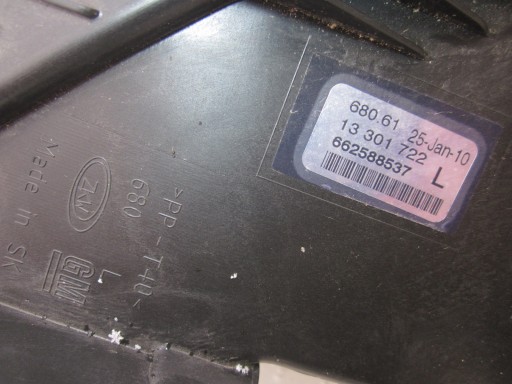 680.61 25-Jan-10
13 301 722
662588537
L
>PP-T40<
680
L
GM
Made in SK